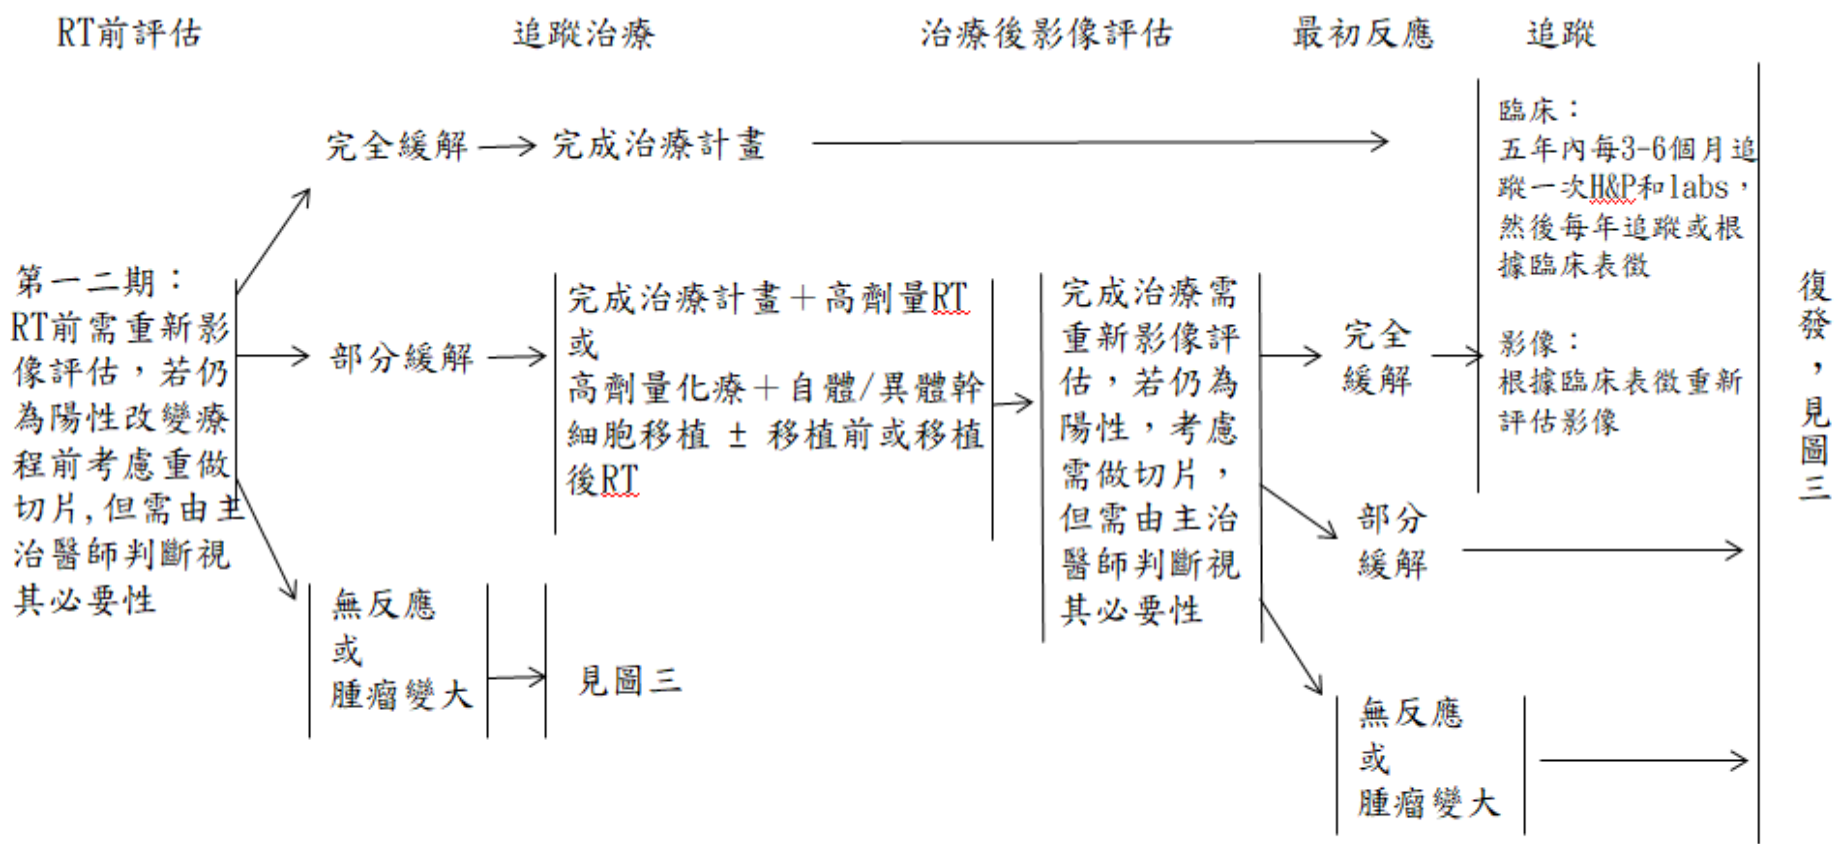 RT前評估
追蹤治療
治療後影像評估
最初反應
追蹤
第一二期：
RT前需重新影
像評估，若仍
為陽性改變療
程前考慮重做
切片,但需由主
治醫師判斷視
其必要性
完全緩解
完成治療計畫
部分緩解
完成治療計畫＋高劑量RT
或
高劑量化療＋自體/異體幹
細胞移植 ± 移植前或移植
後RT
無反應
或
腫瘤變大
見圖三
完成治療需
重新影像評
估，若仍為
陽性，考慮
需做切片，
但需由主治
醫師判斷視
其必要性
完全
緩解
部分
緩解
無反應
或
腫瘤變大
臨床：
五年內每3-6個月追
蹤一次H&P和labs，
然後每年追蹤或根
據臨床表徵
影像：
根據臨床表徵重新
評估影像
復發，見圖三